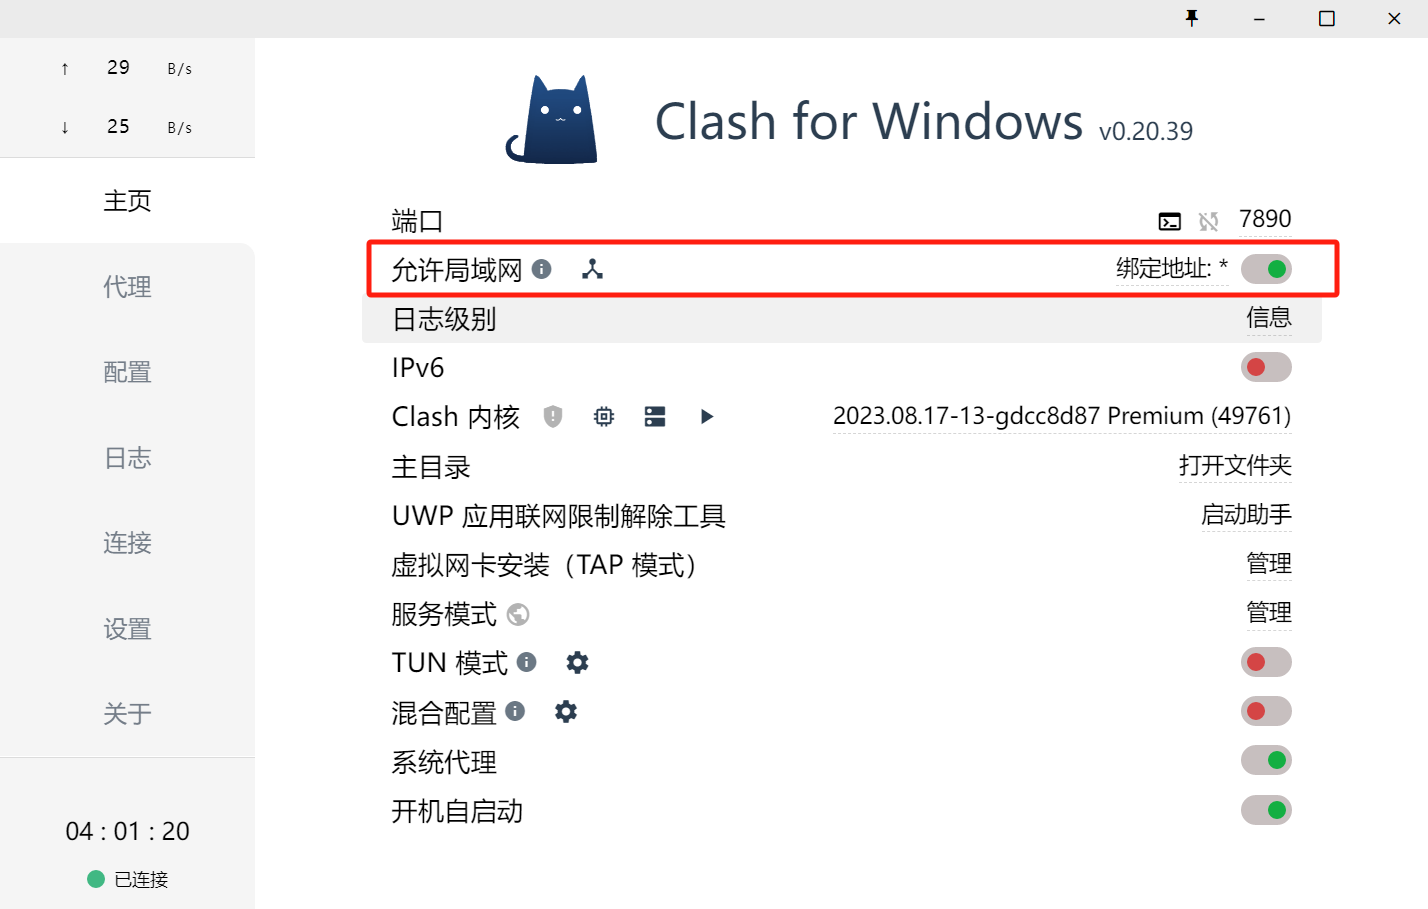 ↑ 29 B/s
↓ 25 B/s
主页
代理
配置
日志
连接
设置
关于
04 : 01 : 20
已连接
Clash for Windows v0.20.39
端口 7890
允许局域网 绑定地址: *
日志级别 信息
IPv6
Clash 内核 2023.08.17-13-gdcc8d87 Premium (49761)
主目录 打开文件夹
UWP 应用联网限制解除工具 启动助手
虚拟网卡安装（TAP 模式） 管理
服务模式 管理
TUN 模式
混合配置
系统代理
开机自启动